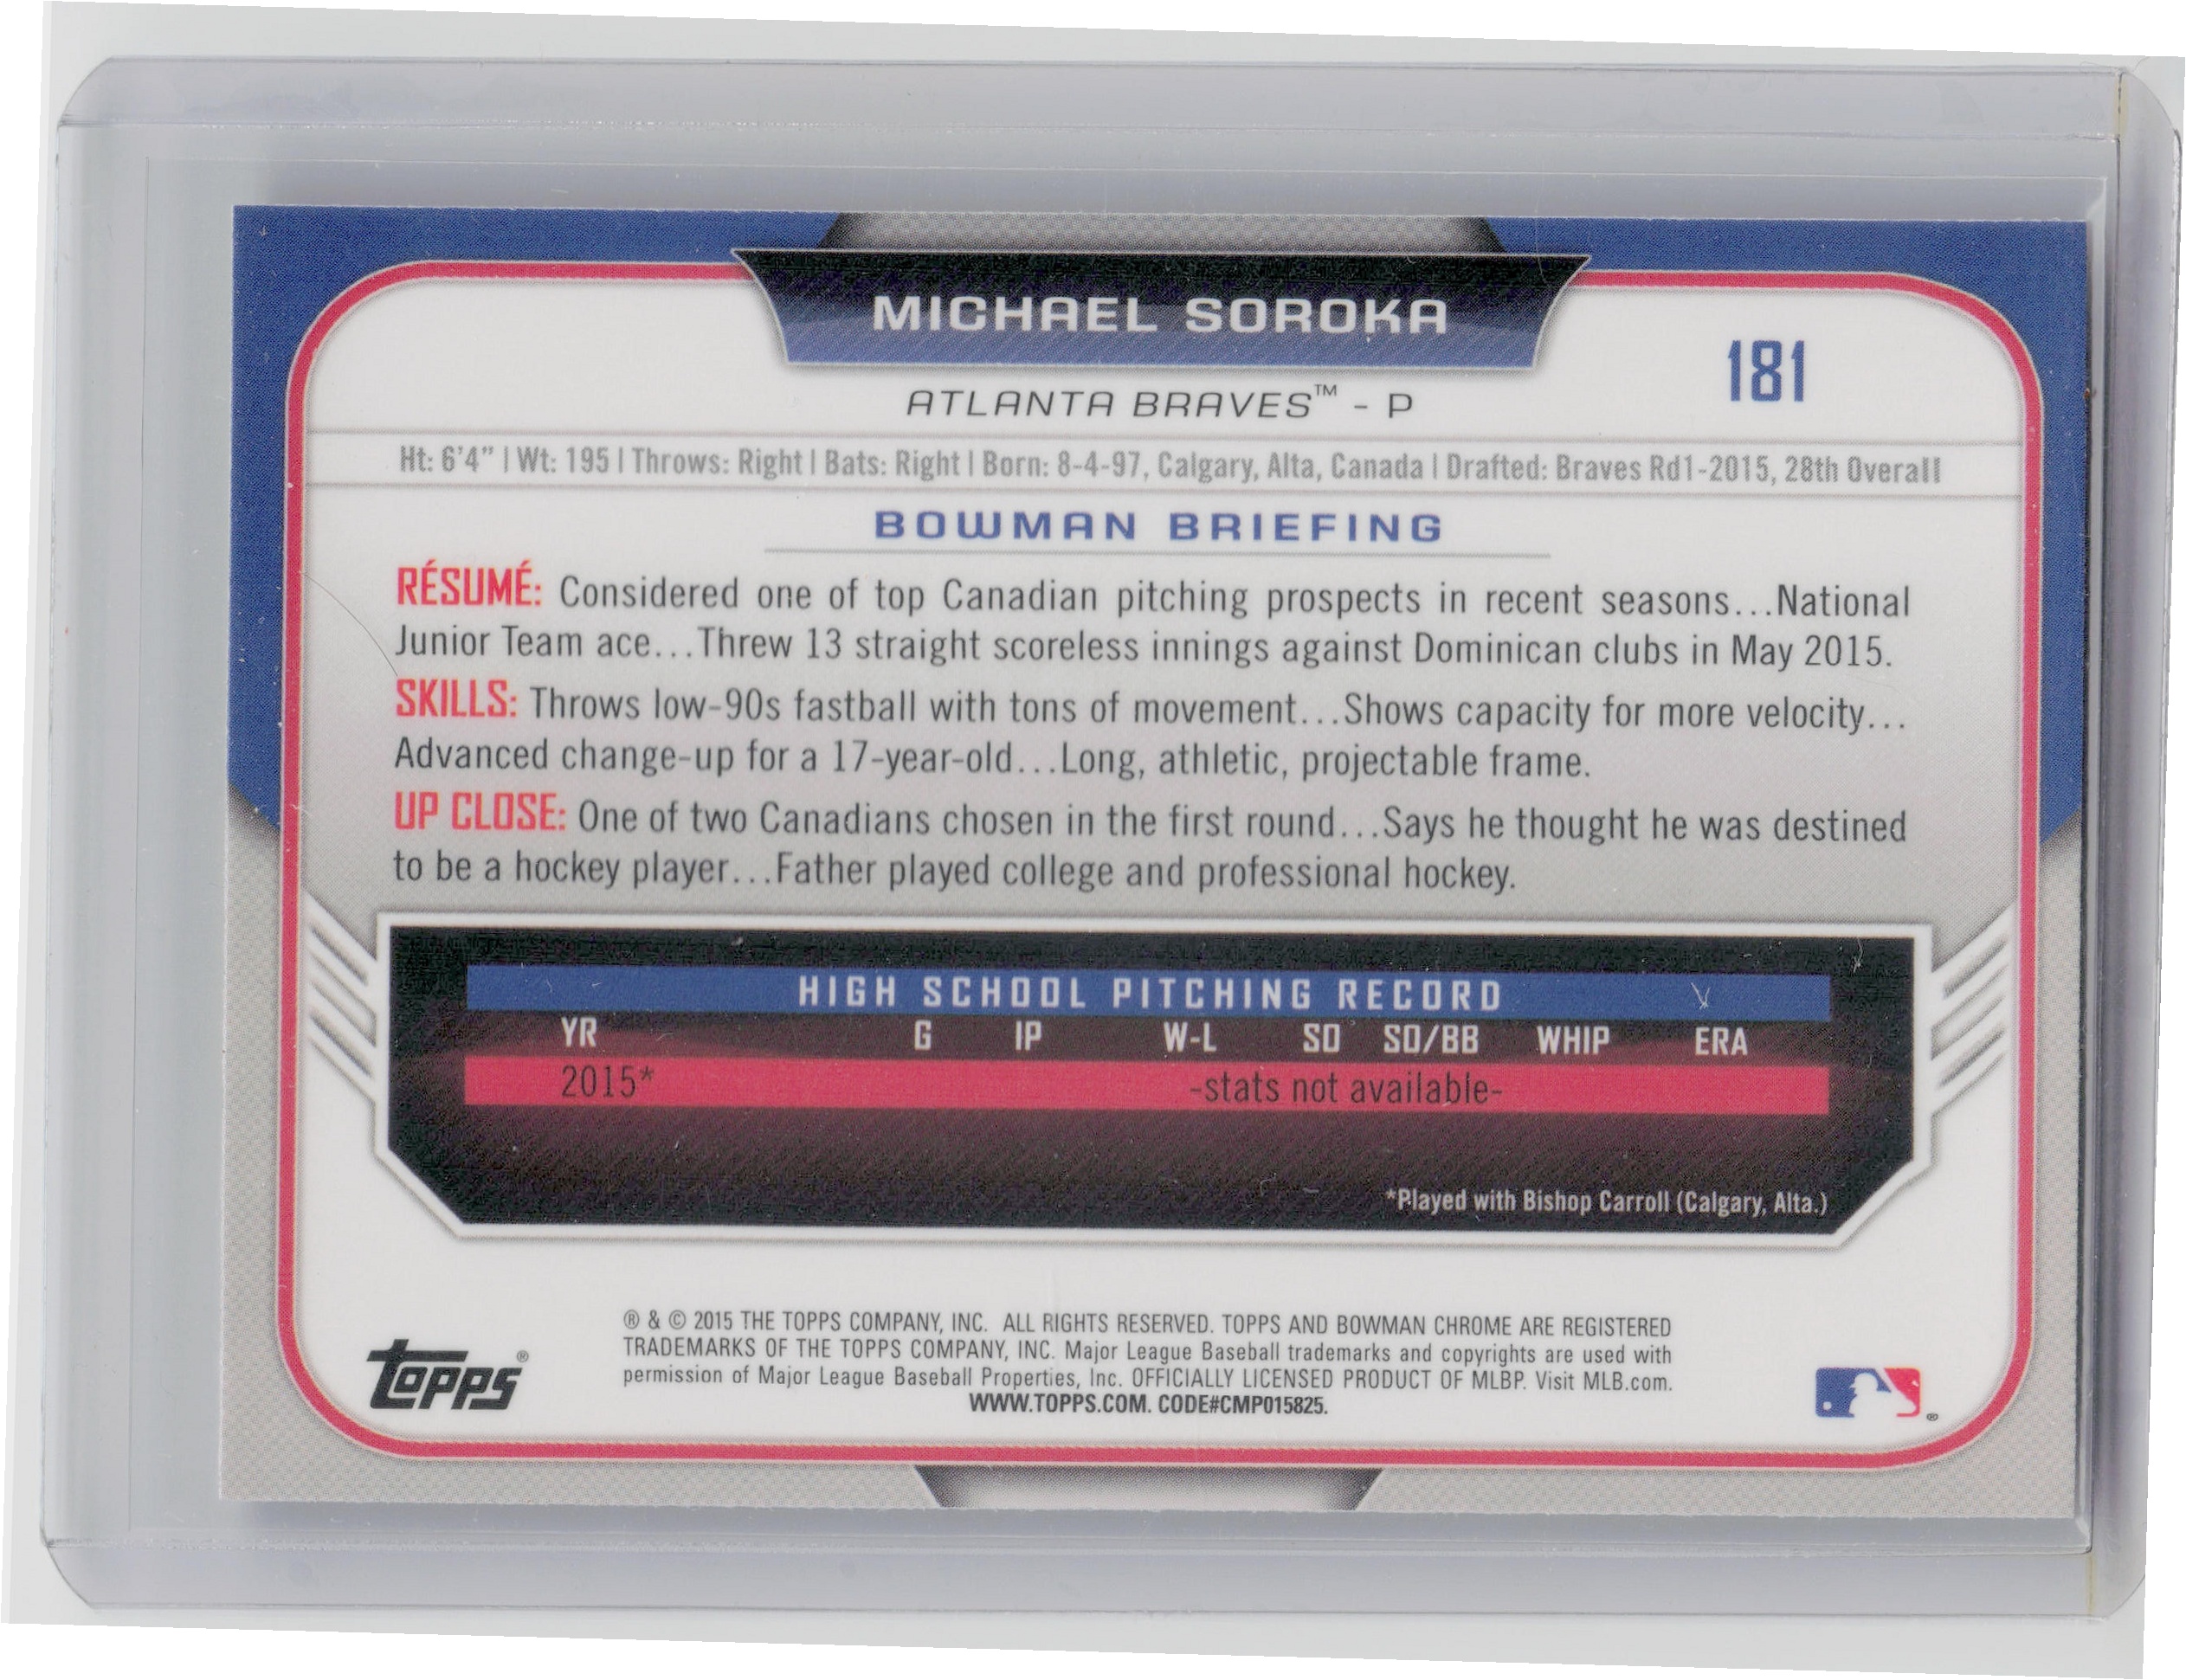 MICHAEL SOROKA
181
ATLANTA BRAVES™ - P
Ht: 6'4" | Wt: 195 | Throws: Right | Bats: Right | Born: 8-4-97, Calgary, Alta, Canada | Drafted: Braves Rd1-2015, 28th Overall
BOWMAN BRIEFING
RÉSUMÉ: Considered one of top Canadian pitching prospects in recent seasons...National
Junior Team ace...Threw 13 straight scoreless innings against Dominican clubs in May 2015.
SKILLS: Throws low-90s fastball with tons of movement...Shows capacity for more velocity...
Advanced change-up for a 17-year-old...Long, athletic, projectable frame.
UP CLOSE: One of two Canadians chosen in the first round...Says he thought he was destined
to be a hockey player...Father played college and professional hockey.
HIGH SCHOOL PITCHING RECORD
YR G IP W-L SO SO/BB WHIP ERA
2015* -stats not available-
*Played with Bishop Carroll (Calgary, Alta.)
® & © 2015 THE TOPPS COMPANY, INC. ALL RIGHTS RESERVED. TOPPS AND BOWMAN CHROME ARE REGISTERED
TRADEMARKS OF THE TOPPS COMPANY, INC. Major League Baseball trademarks and copyrights are used with
permission of Major League Baseball Properties, Inc. OFFICIALLY LICENSED PRODUCT OF MLBP. Visit MLB.com.
WWW.TOPPS.COM. CODE#CMP015825.
topps®
®